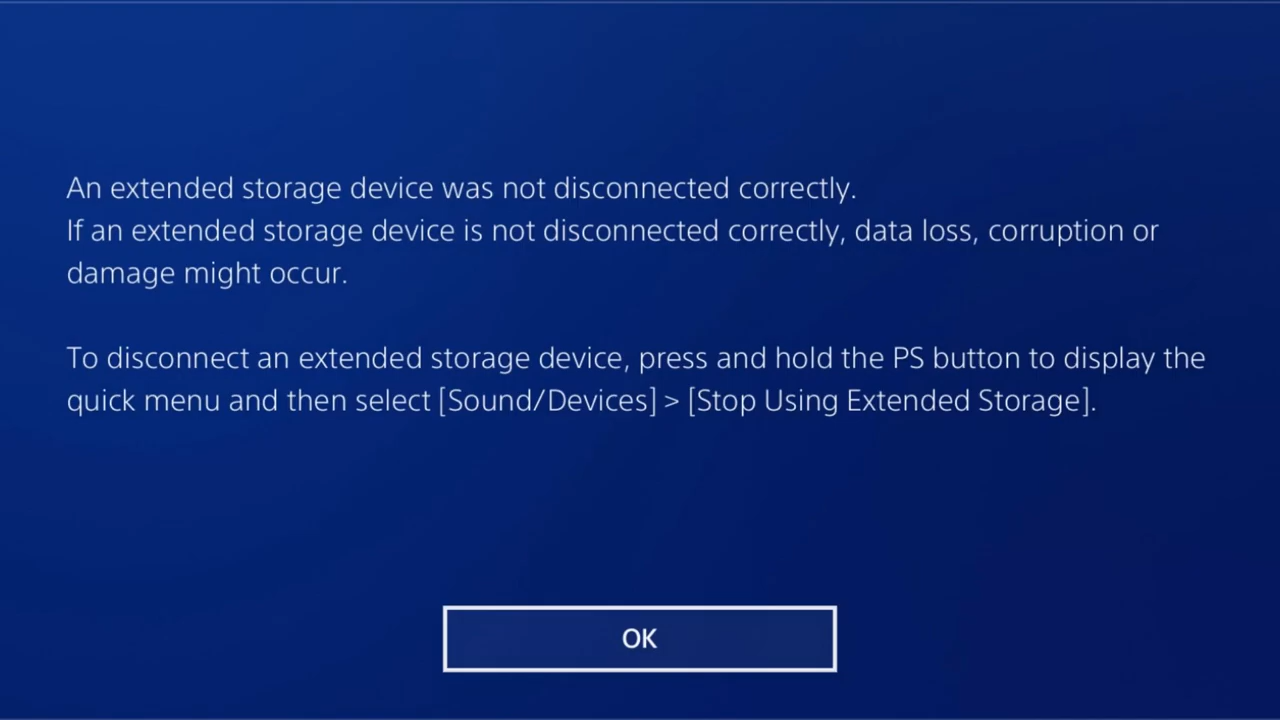 An extended storage device was not disconnected correctly.
If an extended storage device is not disconnected correctly, data loss, corruption or
damage might occur.
To disconnect an extended storage device, press and hold the PS button to display the
quick menu and then select [Sound/Devices] > [Stop Using Extended Storage].
OK